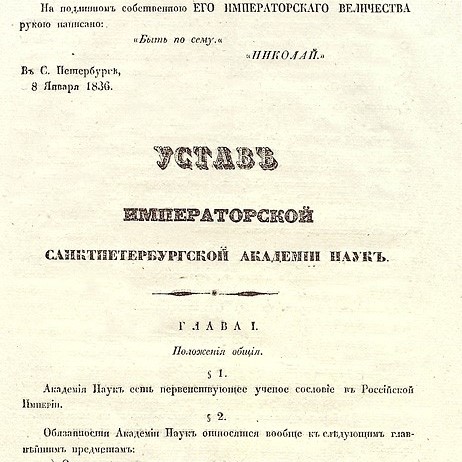 На подлинномъ собственною ЕГО ИМПЕРАТОРСКАГО ВЕЛИЧЕСТВА
рукою написано:
«Быть по сему.«
«НИКОЛАЙ.»
Въ С. Петербургѣ,
8 Января 1836.
УСТАВЪ
ИМПЕРАТОРСКОЙ
САНКТПЕТЕРБУРГСКОЙ АКАДЕМІИ НАУКЪ.
ГЛАВА I.
Положенія общія.
§ 1.
Академія Наукъ есть первенствующее ученое сословіе въ Россійской
Имперіи.
§ 2.
Обязанности Академіи Наукъ относятся вообще къ слѣдующимъ глав-
нѣйшимъ предметамъ: